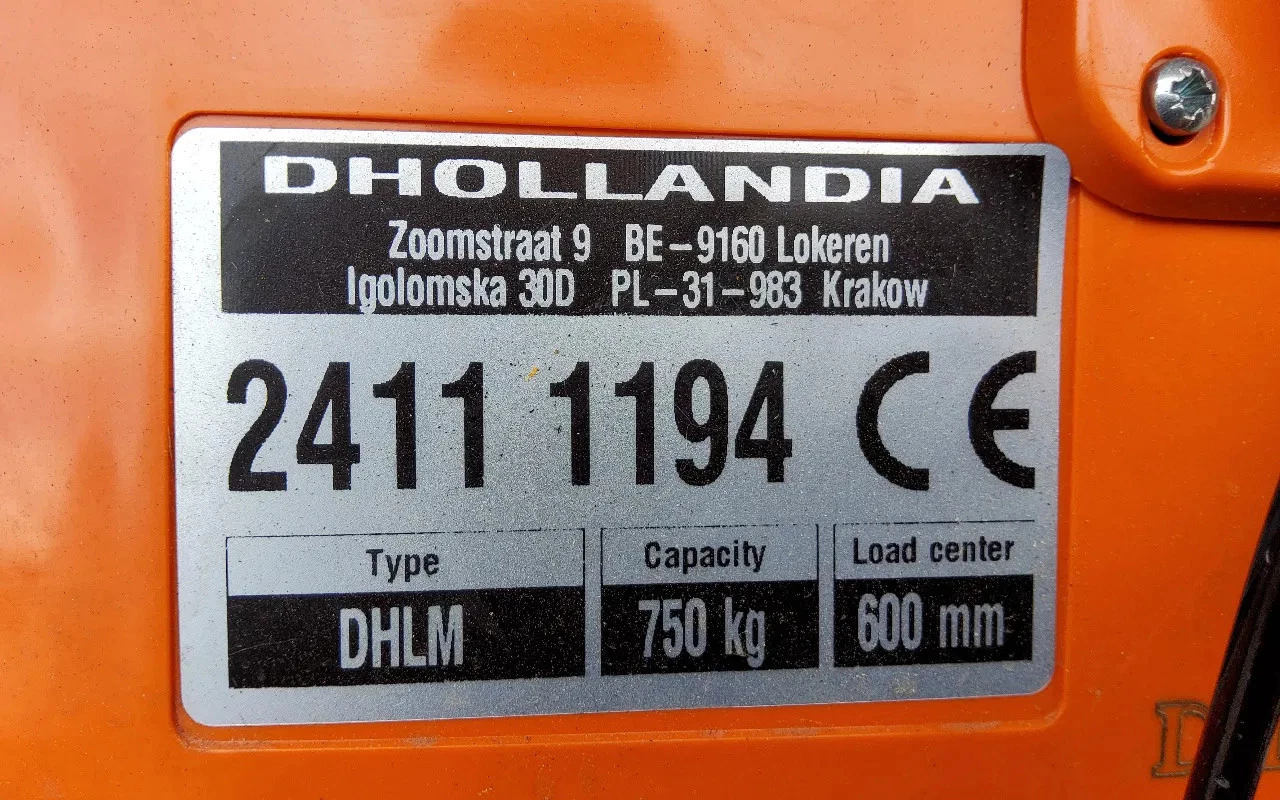 DHOLLANDIA
Zoomstraat 9 BE-9160 Lokeren
Igolomska 30D PL-31-983 Krakow
2411 1194 CE
Type Capacity Load center
DHLM 750 kg 600 mm